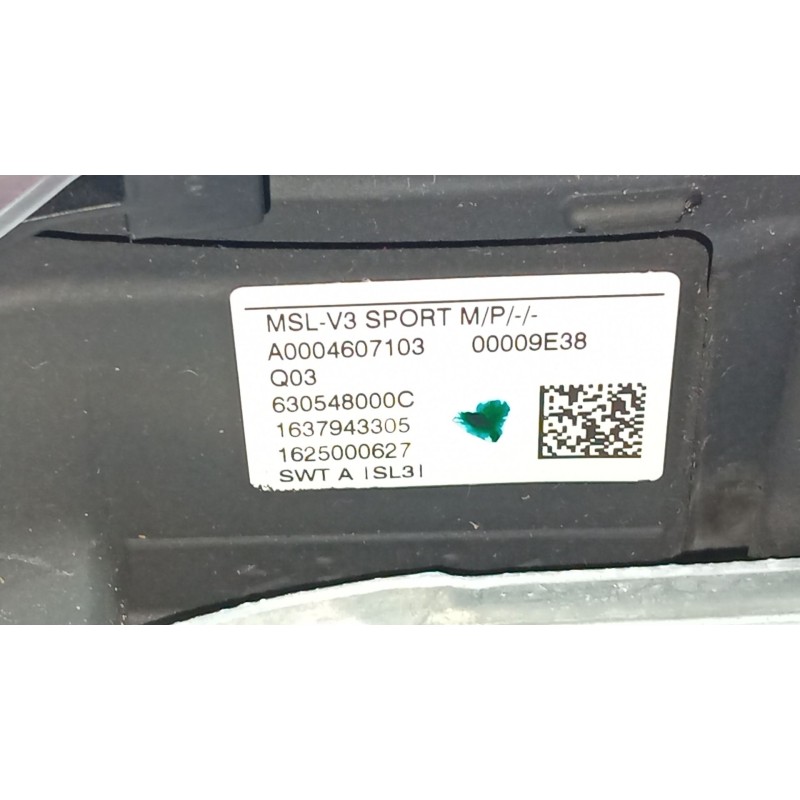 MSL-V3 SPORT M/P/-/-
A0004607103 00009E38
Q03
630548000C
1637943305
1625000627
SWT A |SL3|